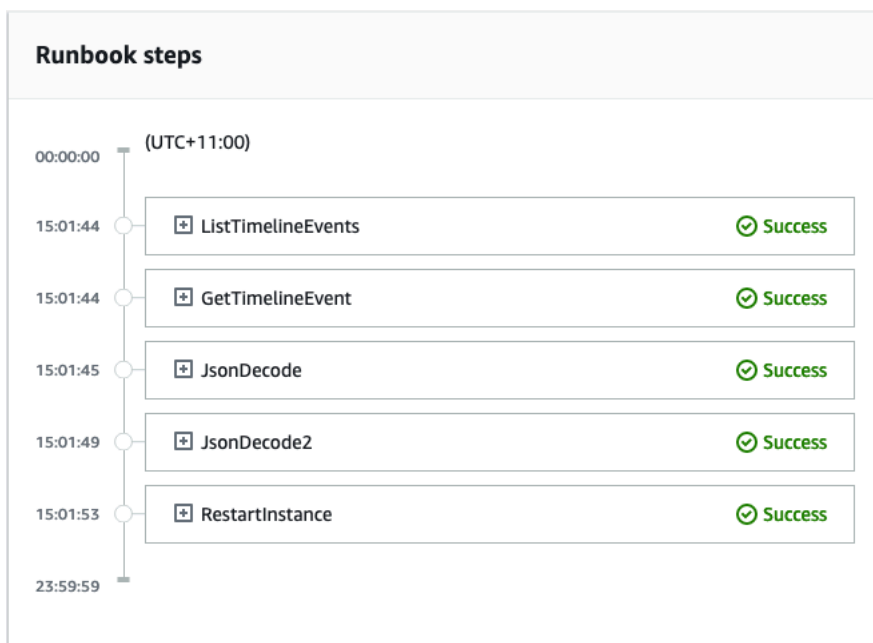 Runbook steps
(UTC+11:00)
00:00:00
15:01:44 ListTimelineEvents Success
15:01:44 GetTimelineEvent Success
15:01:45 JsonDecode Success
15:01:49 JsonDecode2 Success
15:01:53 RestartInstance Success
23:59:59